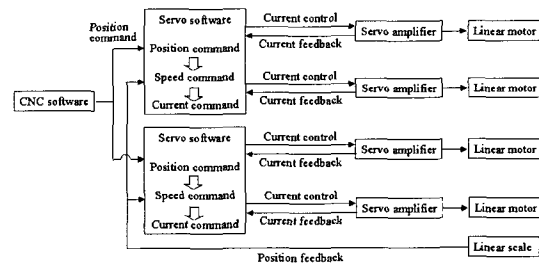 Position
command
CNC software
Servo software
Position command
Speed command
Current command
Current control
Current feedback
Servo amplifier
Linear motor
Current control
Current feedback
Servo amplifier
Linear motor
Servo software
Position command
Speed command
Current command
Current control
Current feedback
Servo amplifier
Linear motor
Current control
Current feedback
Servo amplifier
Linear motor
Linear scale
Position feedback